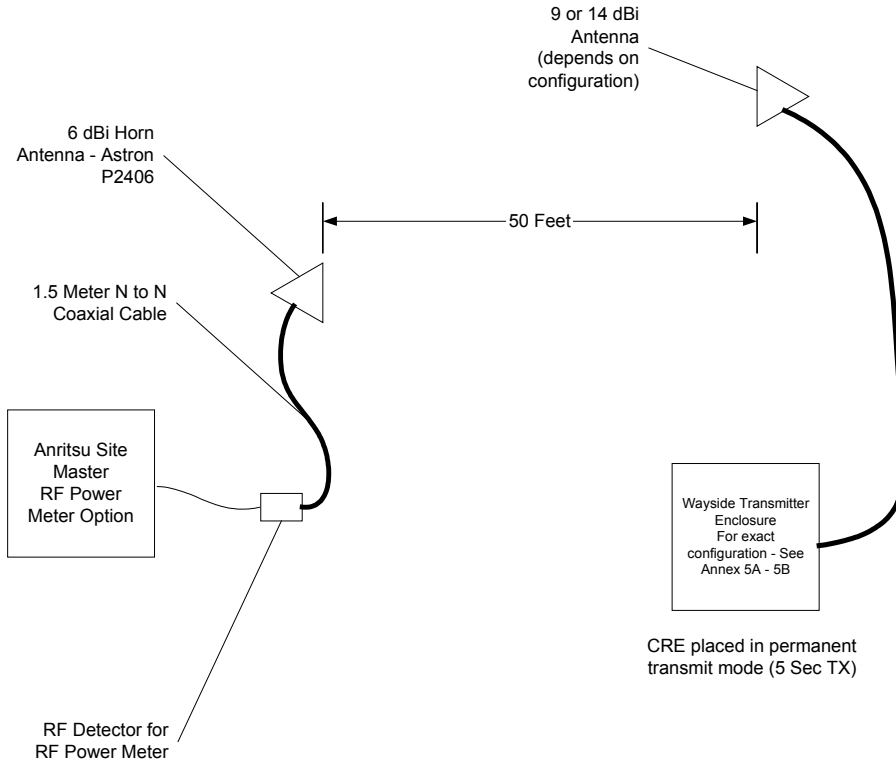 9 or 14 dBi
Antenna
(depends on
configuration)
6 dBi Horn
Antenna - Astron
P2406
50 Feet
1.5 Meter N to N
Coaxial Cable
Anritsu Site
Master
RF Power
Meter Option
Wayside Transmitter
Enclosure
For exact
configuration - See
Annex 5A - 5B
CRE placed in permanent
transmit mode (5 Sec TX)
RF Detector for
RF Power Meter